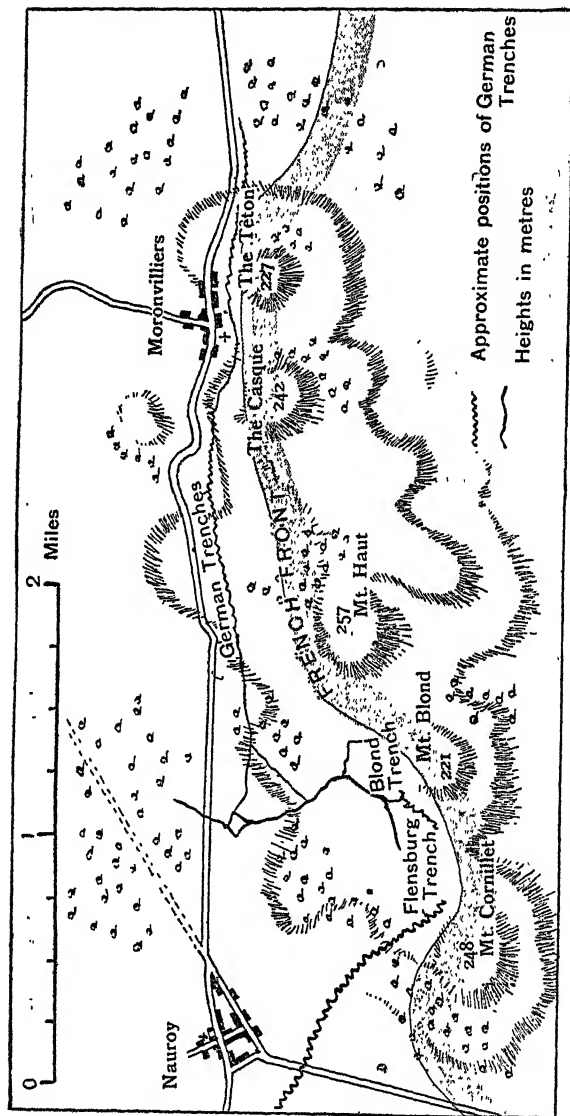 0
1
2
Miles
Nauroy
Moronvilliers
German Trenches
FRENCH FRONT
The Casque
242
The Téton
227
257
Mt. Haut
Blond
Trench
Mt. Blond
221
Flensburg
Trench
248
Mt. Cornillet
Approximate positions of German
Trenches
Heights in metres